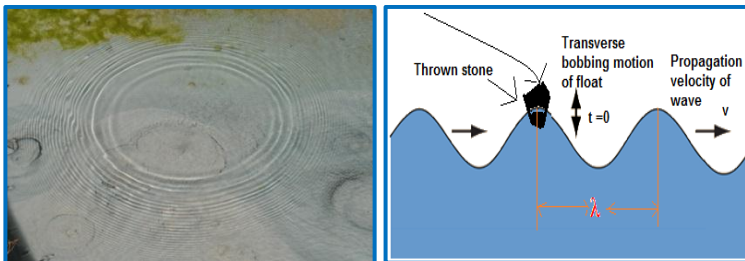 Thrown stone
Transverse
bobbing motion
of float
t =0
Propagation
velocity of
wave
v
λ